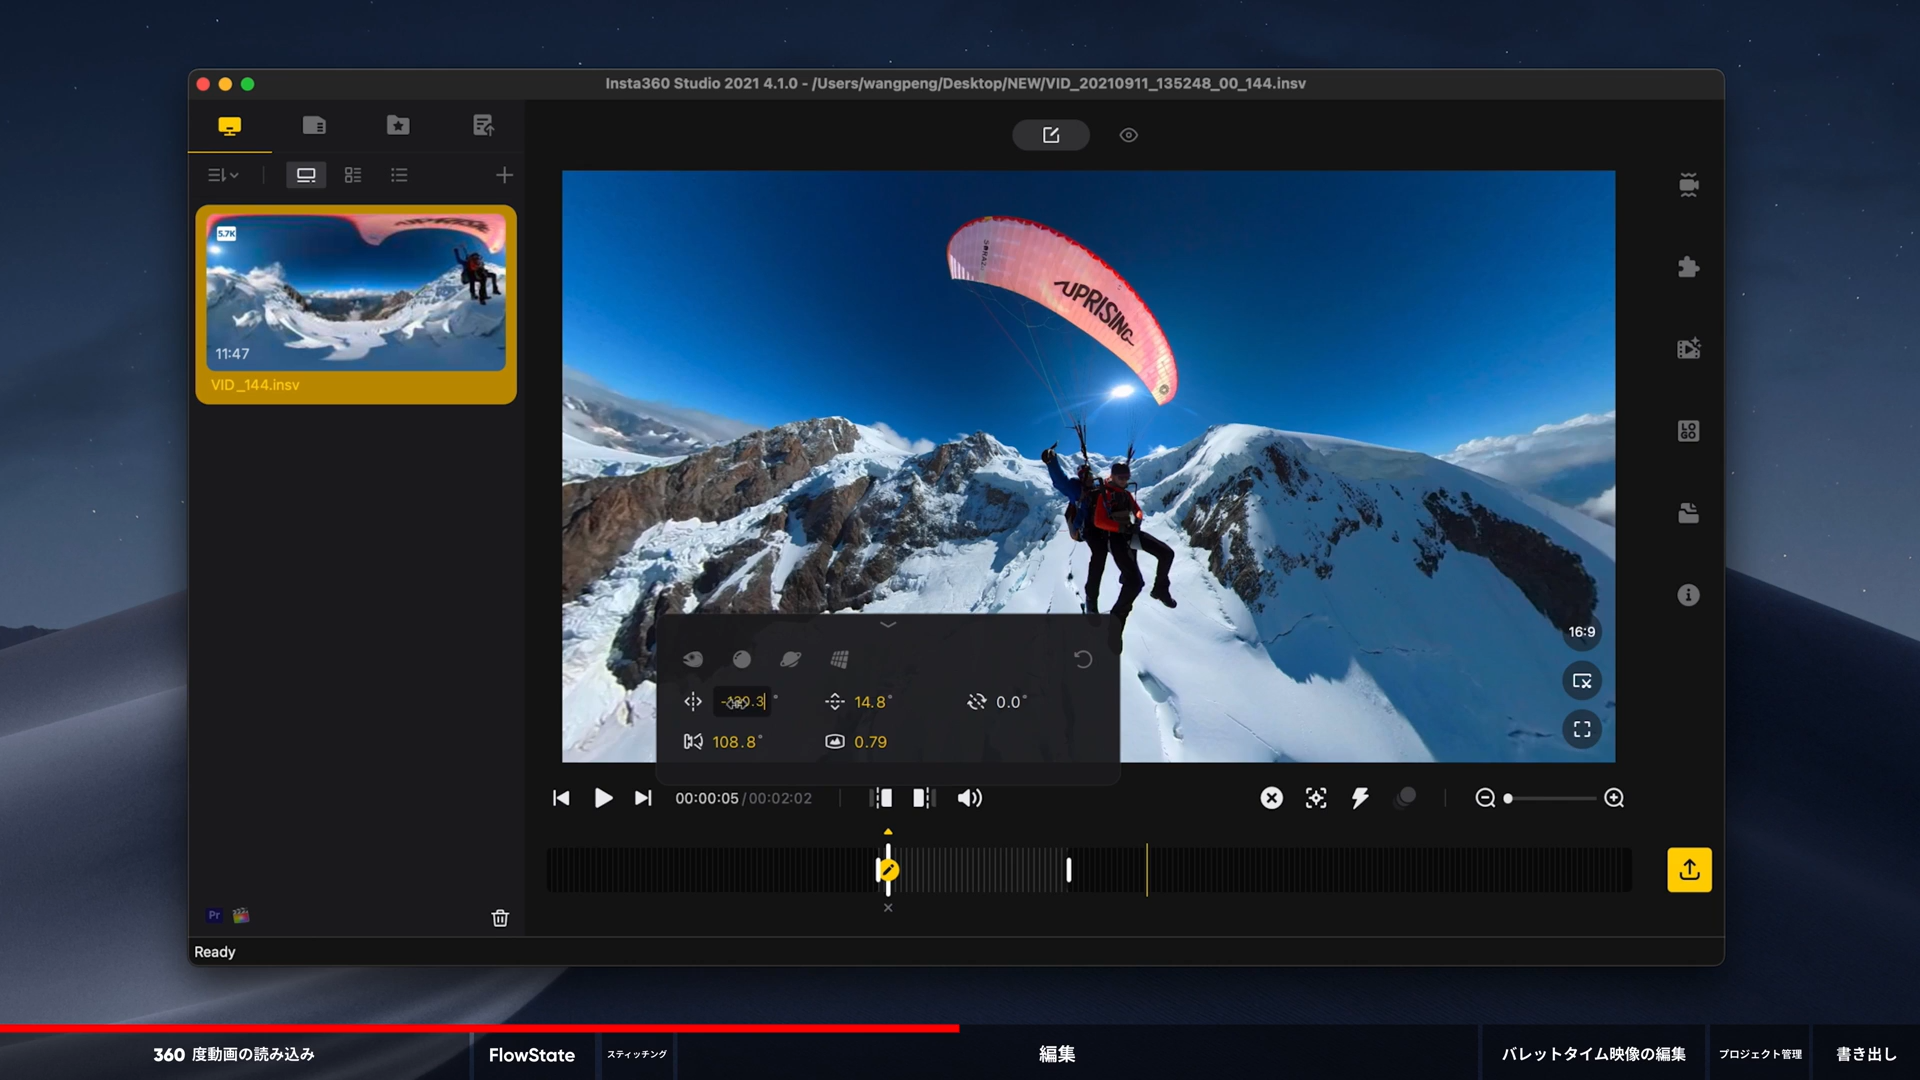 Insta360 Studio 2021 4.1.0 - /Users/wangpeng/Desktop/NEW/VID_20210911_135248_00_144.insv
5.7K
11:47
VID_144.insv
UPRISING
LOGO
16:9
14.8°
0.0°
108.8°
0.79
00:00:05 / 00:02:02
Pr
Ready
360 度動画の読み込み
FlowState
スティッチング
編集
バレットタイム映像の編集
プロジェクト管理
書き出し